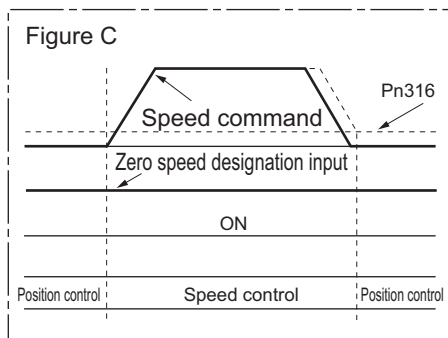 Figure C
Pn316
Speed command
Zero speed designation input
ON
Position control Speed control Position control